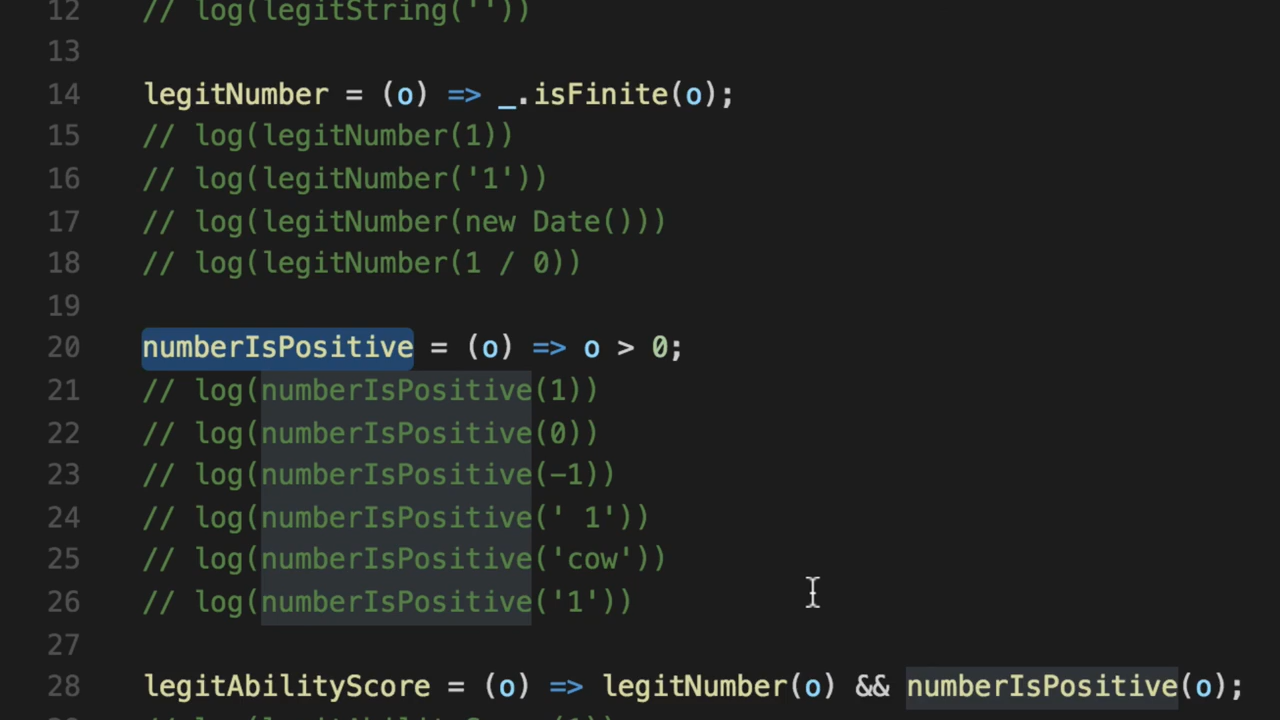 12 // log(legitString(''))
13
14 legitNumber = (o) => _.isFinite(o);
15 // log(legitNumber(1))
16 // log(legitNumber('1'))
17 // log(legitNumber(new Date()))
18 // log(legitNumber(1 / 0))
19
20 numberIsPositive = (o) => o > 0;
21 // log(numberIsPositive(1))
22 // log(numberIsPositive(0))
23 // log(numberIsPositive(-1))
24 // log(numberIsPositive(' 1'))
25 // log(numberIsPositive('cow'))
26 // log(numberIsPositive('1'))
27
28 legitAbilityScore = (o) => legitNumber(o) && numberIsPositive(o);